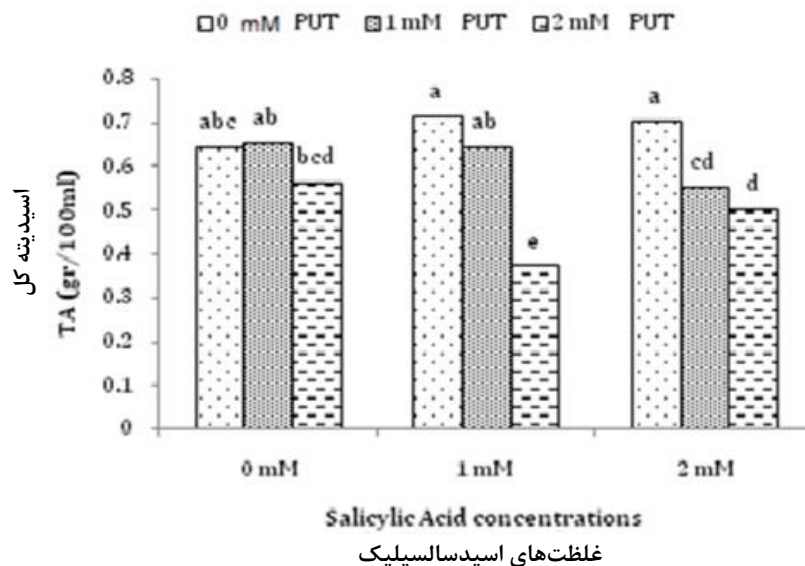 0 mM PUT 1 mM PUT 2 mM PUT
اسیدیته کل
TA (gr/100ml)
0.8
0.7
0.6
0.5
0.4
0.3
0.2
0.1
0
abc ab bcd
a ab e
a cd d
0 mM 1 mM 2 mM
Salicylic Acid concentrations
غلظت‌های اسیدسالسیلیک